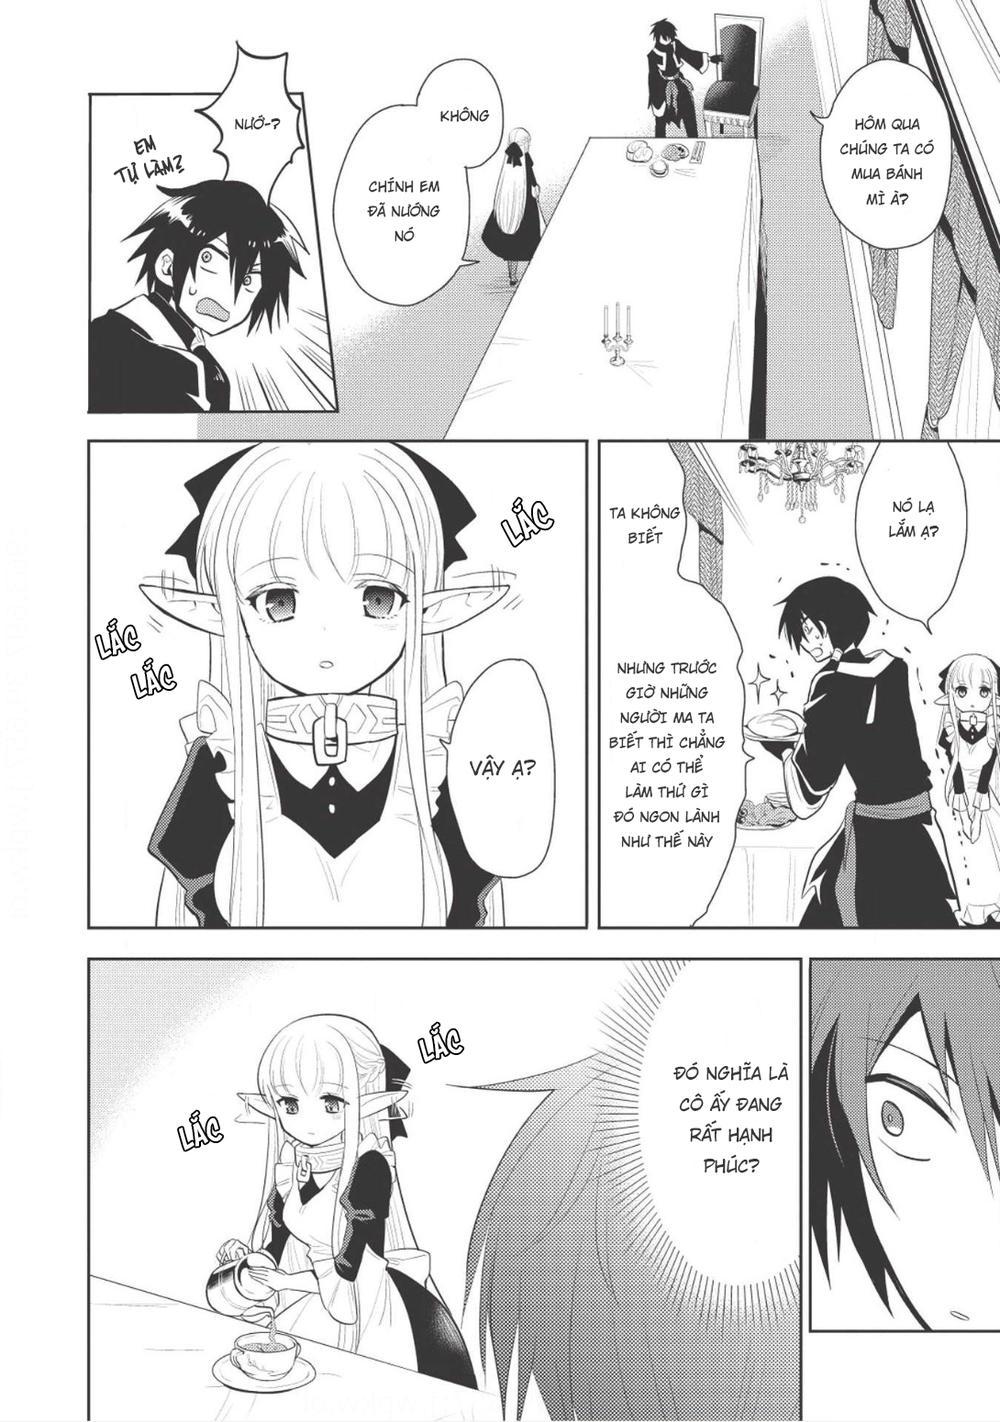 HÔM QUA
CHÚNG TA CÓ
MUA BÁNH
MÌ À?
KHÔNG
CHÍNH EM
ĐÃ NƯỚNG
NÓ
NƯỚ-?
EM
TỰ LÀM?
NÓ LẠ
LẮM Ạ?
TA KHÔNG
BIẾT
NHƯNG TRƯỚC
GIỜ NHỮNG
NGƯỜI MA TA
BIẾT THÌ CHẲNG
AI CÓ THỂ
LÀM THỨ GÌ
ĐÓ NGON LÀNH
NHƯ THẾ NÀY
LẮC
VẬY Ạ?
LẮC
LẮC
ĐÓ NGHĨA LÀ
CÔ ẤY ĐANG
RẤT HẠNH
PHÚC?
LẮC
LẮC